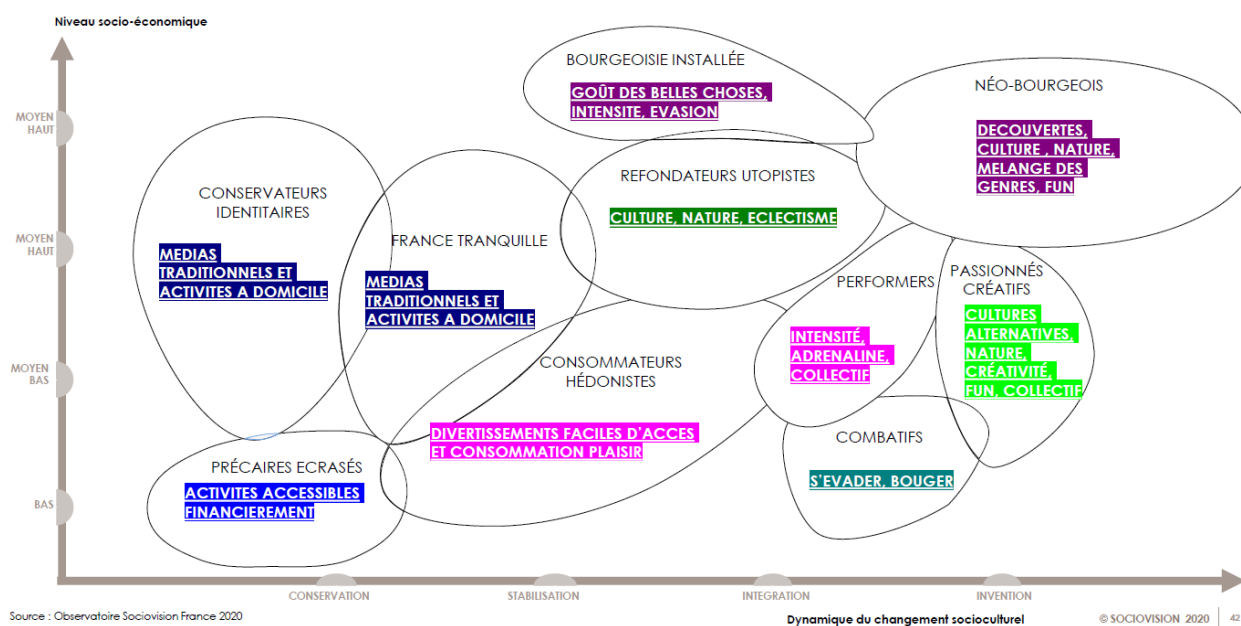 Niveau socio-économique
BOURGEOISIE INSTALLÉE
GOÛT DES BELLES CHOSES,
INTENSITE, EVASION
NÉO-BOURGEOIS
DECOUVERTES,
CULTURE , NATURE,
MELANGE DES
GENRES, FUN
MOYEN
HAUT
CONSERVATEURS
IDENTITAIRES
MEDIAS
TRADITIONNELS ET
ACTIVITES A DOMICILE
FRANCE TRANQUILLE
MEDIAS
TRADITIONNELS ET
ACTIVITES A DOMICILE
REFONDATEURS UTOPISTES
CULTURE, NATURE, ECLECTISME
MOYEN
HAUT
PERFORMERS
INTENSITÉ,
ADRENALINE,
COLLECTIF
PASSIONNÉS
CRÉATIFS
CULTURES
ALTERNATIVES,
NATURE,
CRÉATIVITÉ,
FUN, COLLECTIF
MOYEN
BAS
CONSOMMATEURS
HÉDONISTES
DIVERTISSEMENTS FACILES D'ACCES
ET CONSOMMATION PLAISIR
COMBATIFS
S'EVADER, BOUGER
PRÉCAIRES ECRASÉS
ACTIVITES ACCESSIBLES
FINANCIEREMENT
BAS
CONSERVATION
STABILISATION
INTEGRATION
INVENTION
Source : Observatoire Sociovision France 2020
Dynamique du changement socioculturel
© SOCIOVISION 2020
42